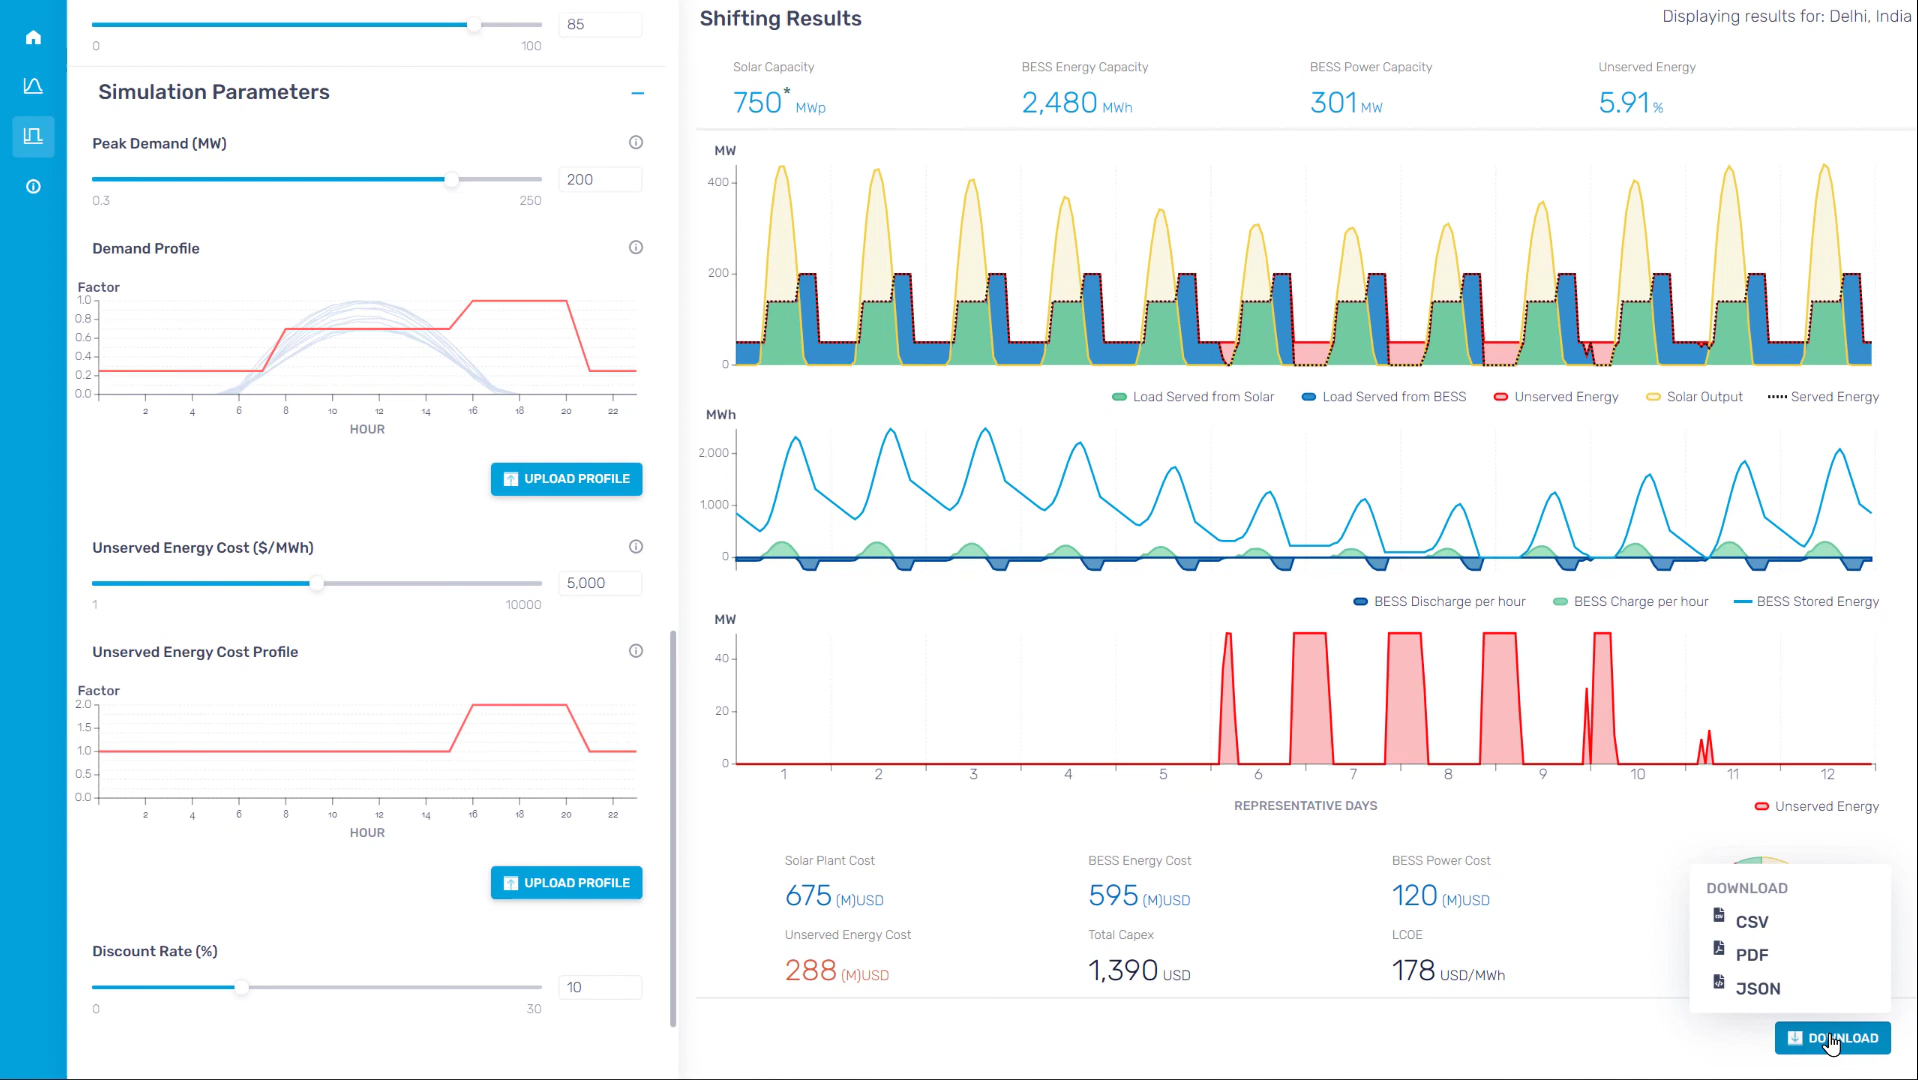 85
0 100
Simulation Parameters
Peak Demand (MW)
200
0.3 250
Demand Profile
Factor
1.0
0.8
0.6
0.4
0.2
0.0
2 4 6 8 10 12 14 16 18 20 22
HOUR
UPLOAD PROFILE
Unserved Energy Cost ($/MWh)
5,000
1 10000
Unserved Energy Cost Profile
Factor
2.0
1.5
1.0
0.5
0.0
2 4 6 8 10 12 14 16 18 20 22
HOUR
UPLOAD PROFILE
Discount Rate (%)
10
0 30
Shifting Results
Displaying results for: Delhi, India
Solar Capacity BESS Energy Capacity BESS Power Capacity Unserved Energy
750* MWp 2,480 MWh 301 MW 5.91 %
MW
400
200
0
Load Served from Solar Load Served from BESS Unserved Energy Solar Output Served Energy
MWh
2,000
1,000
0
BESS Discharge per hour BESS Charge per hour BESS Stored Energy
MW
40
20
0
1 2 3 4 5 6 7 8 9 10 11 12
REPRESENTATIVE DAYS
Unserved Energy
Solar Plant Cost BESS Energy Cost BESS Power Cost
675 (M)USD 595 (M)USD 120 (M)USD
Unserved Energy Cost Total Capex LCOE
288 (M)USD 1,390 USD 178 USD/MWh
DOWNLOAD
CSV
PDF
JSON
DOWNLOAD